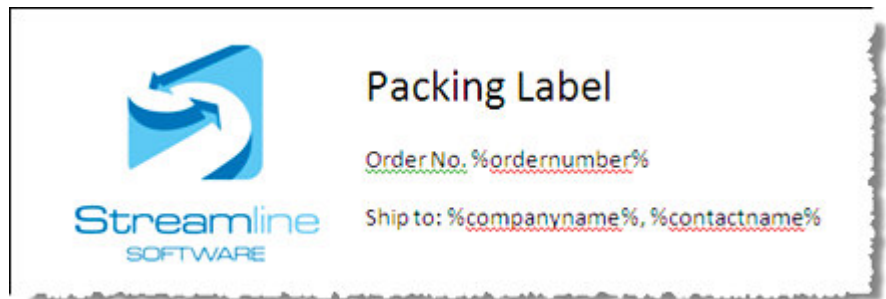 Packing Label
Order No. %ordernumber%
Ship to: %companyname%, %contactname%
Streamline
SOFTWARE